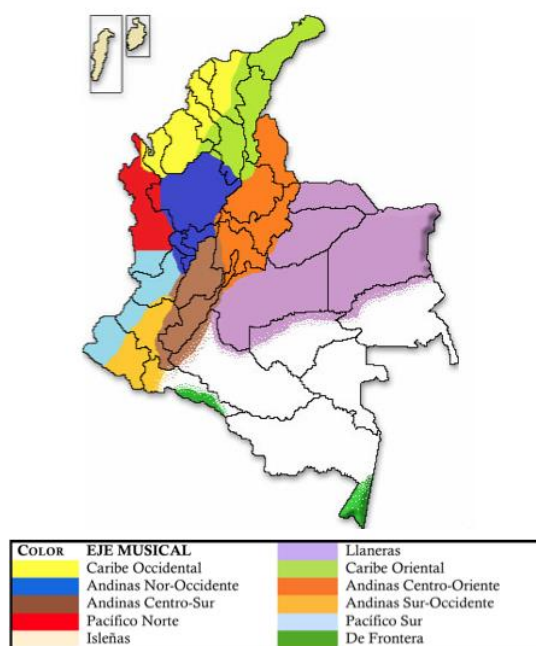 COLOR EJE MUSICAL Llaneras
Caribe Occidental Caribe Oriental
Andinas Nor-Occidente Andinas Centro-Oriente
Andinas Centro-Sur Andinas Sur-Occidente
Pacífico Norte Pacífico Sur
Isleñas De Frontera